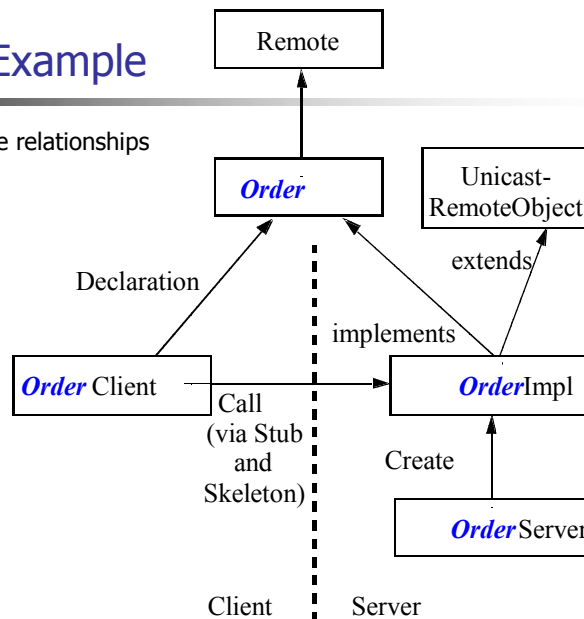 Example
Remote
e relationships
Order
Unicast-
RemoteObject
extends
Declaration
implements
Order Client
OrderImpl
Call
(via Stub
and
Skeleton)
Create
OrderServer
Client
Server